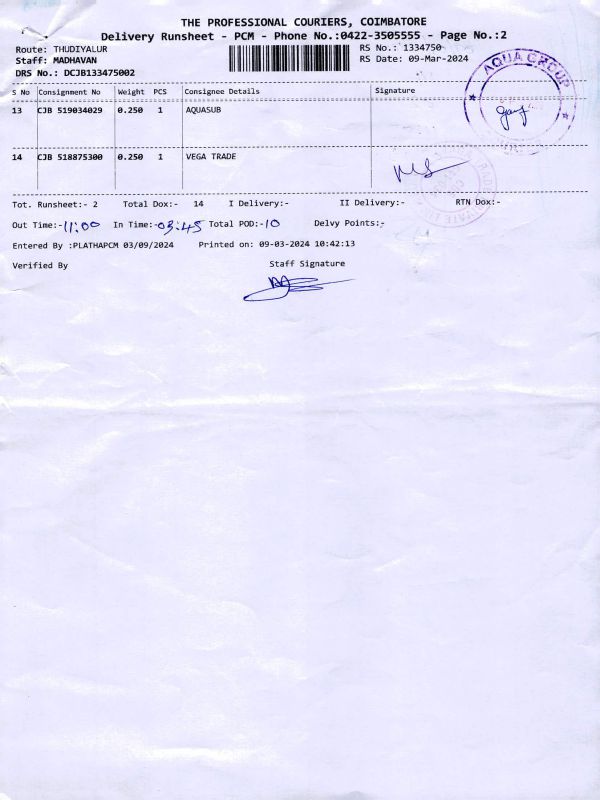 THE PROFESSIONAL COURIERS, COIMBATORE
Delivery Runsheet - PCM - Phone No.:0422-3505555 - Page No.:2
Route: THUDIYALUR
RS No.: 1334750
Staff: MADHAVAN
RS Date: 09-Mar-2024
DRS No.: DCJB133475002
AQUA GROUP
S No Consignment No Weight PCS Consignee Details Signature
13 CJB 519034029 0.250 1 AQUASUB
14 CJB 518875300 0.250 1 VEGA TRADE
Tot. Runsheet:- 2 Total Dox:- 14 I Delivery:- II Delivery:- RTN Dox:-
Out Time:-11:00 In Time:-03:45 Total POD:-10 Delvy Points:-
Entered By :PLATHAPCM 03/09/2024 Printed on: 09-03-2024 10:42:13
Verified By Staff Signature